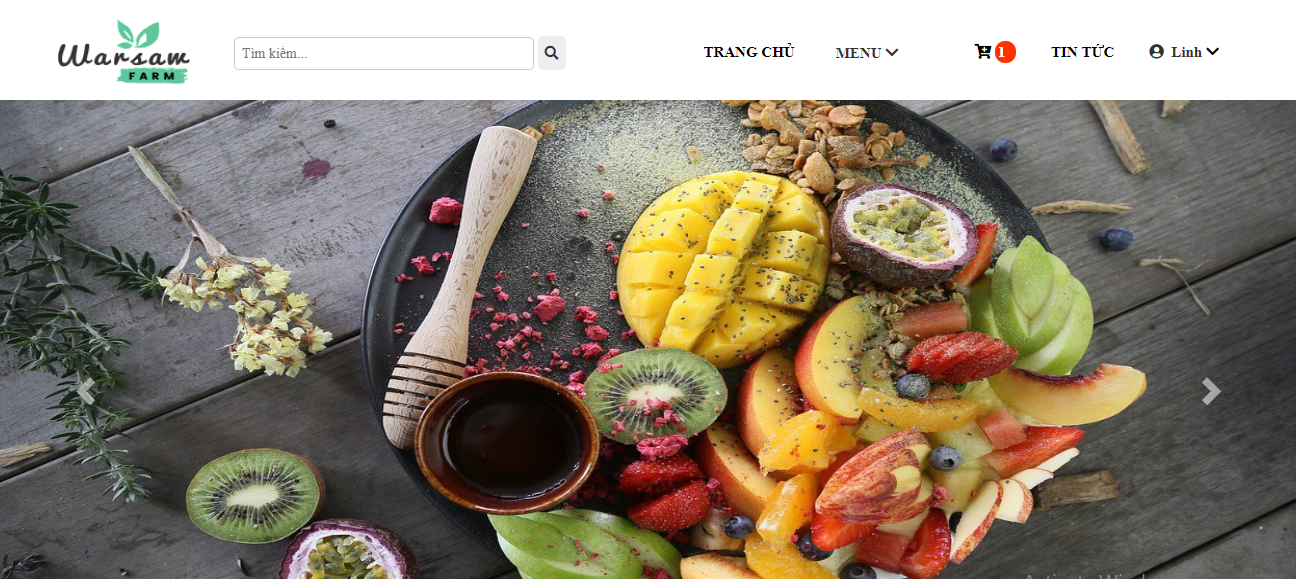 Warsaw
FARM
Tìm kiếm...
TRANG CHỦ
MENU
1
TIN TỨC
Linh